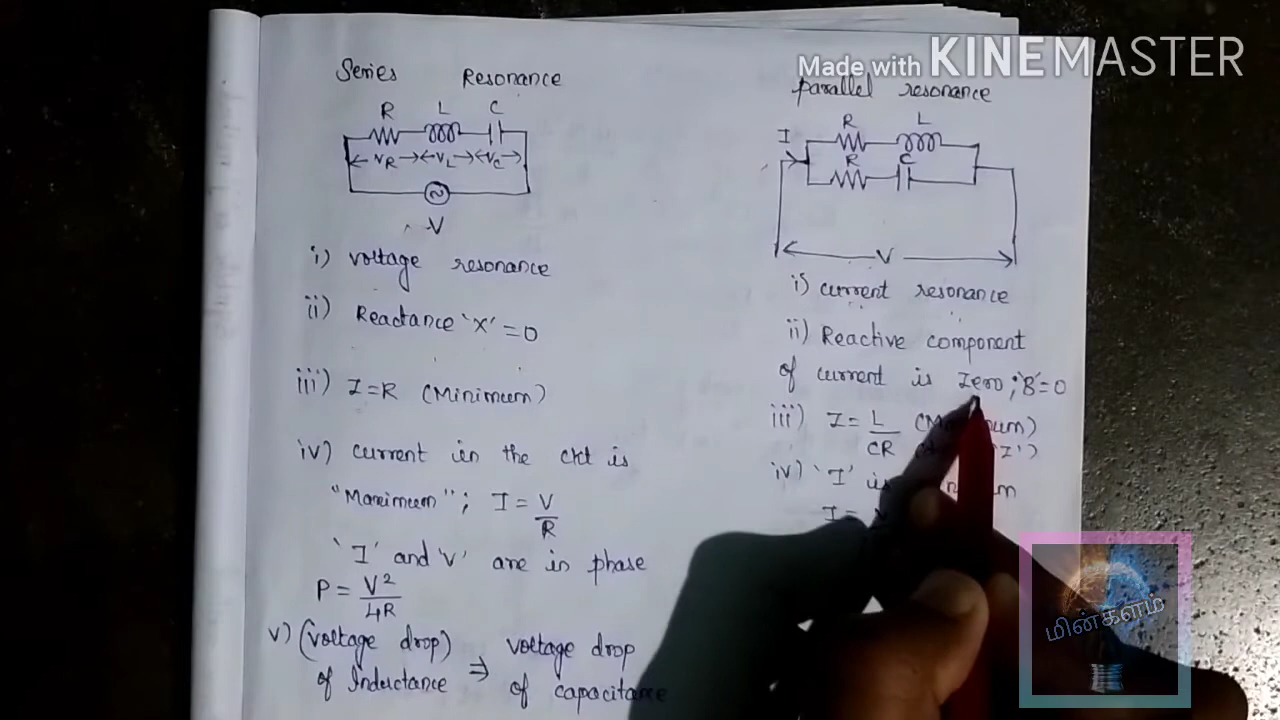 Made with KINEMASTER
Series Resonance
R L C
VR VL VC
V
i) voltage resonance
ii) Reactance 'X' = 0
iii) Z=R (Minimum)
iv) current in the ckt is
"Maximum"; I = V/R
'I' and 'V' are in phase
P = V²/4R
v) (voltage drop) ⇒ voltage drop
of Inductance of capacitance
parallel resonance
I R L
R C
V
i) current resonance
ii) Reactive component
of current is Zero; 'B'=0
iii) Z = L/CR
iv) 'I' is
I =
மின்களம்